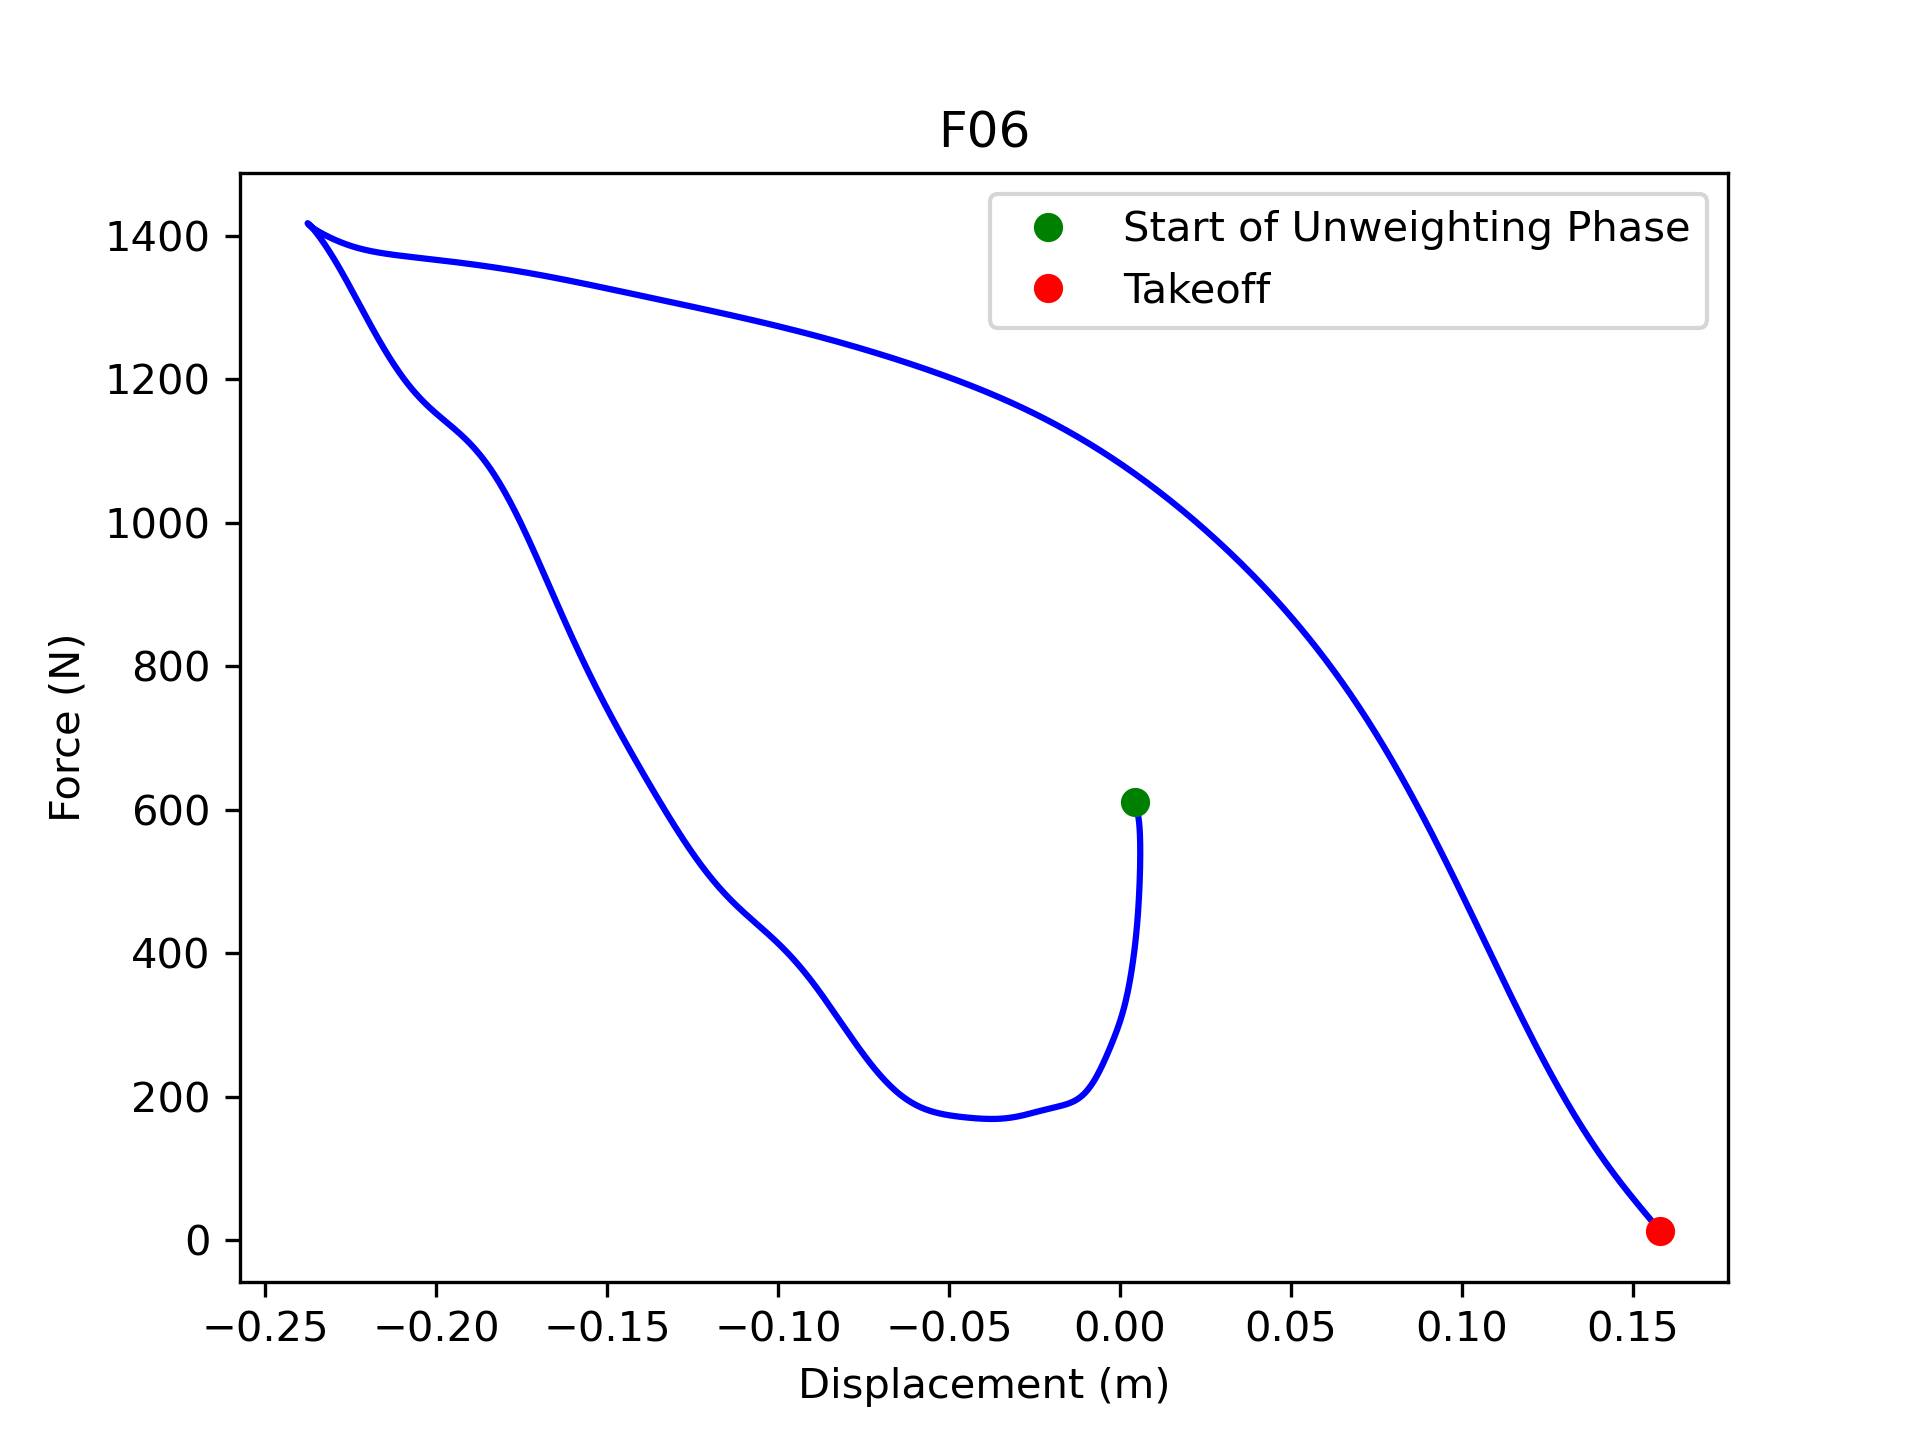 F06
Start of Unweighting Phase
Takeoff
1400
1200
1000
800
600
400
200
0
Force (N)
−0.25 −0.20 −0.15 −0.10 −0.05 0.00 0.05 0.10 0.15
Displacement (m)